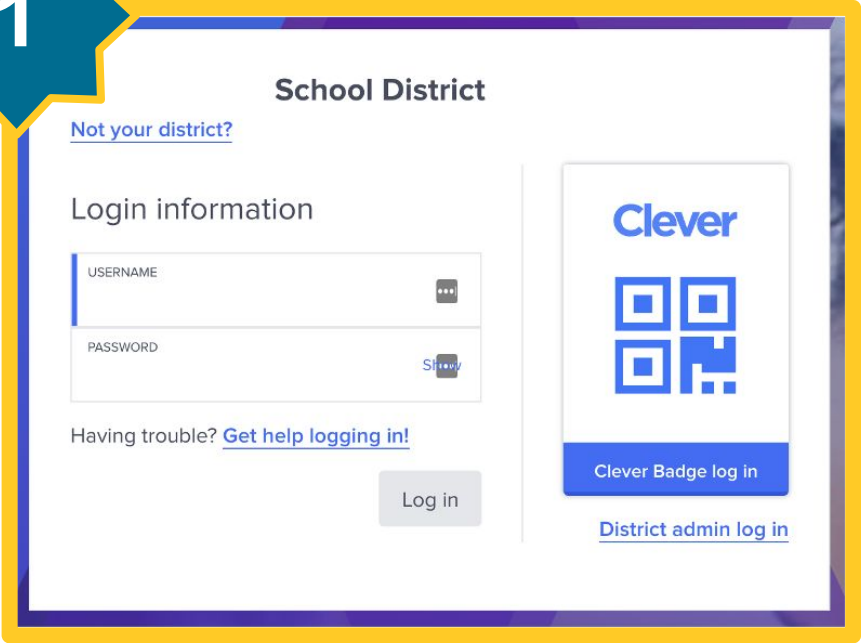 1
School District
Not your district?
Login information
USERNAME
PASSWORD
Show
Having trouble? Get help logging in!
Log in
Clever
Clever Badge log in
District admin log in